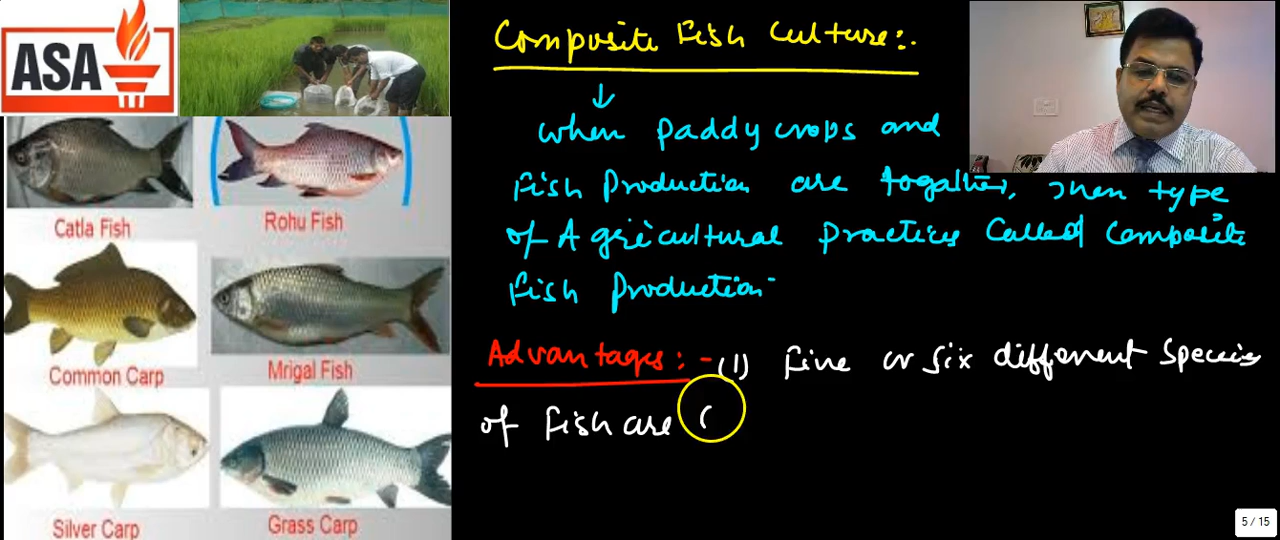 ASA
Catla Fish
Rohu Fish
Common Carp
Mrigal Fish
Silver Carp
Grass Carp
Composite Fish Culture:.
↓
when paddy crops and
Fish Production are togather, then type
of Agricultural practices Called Composite
Fish Production
Advantages: - (1) Five or six different Species
of Fish are (
5 / 15